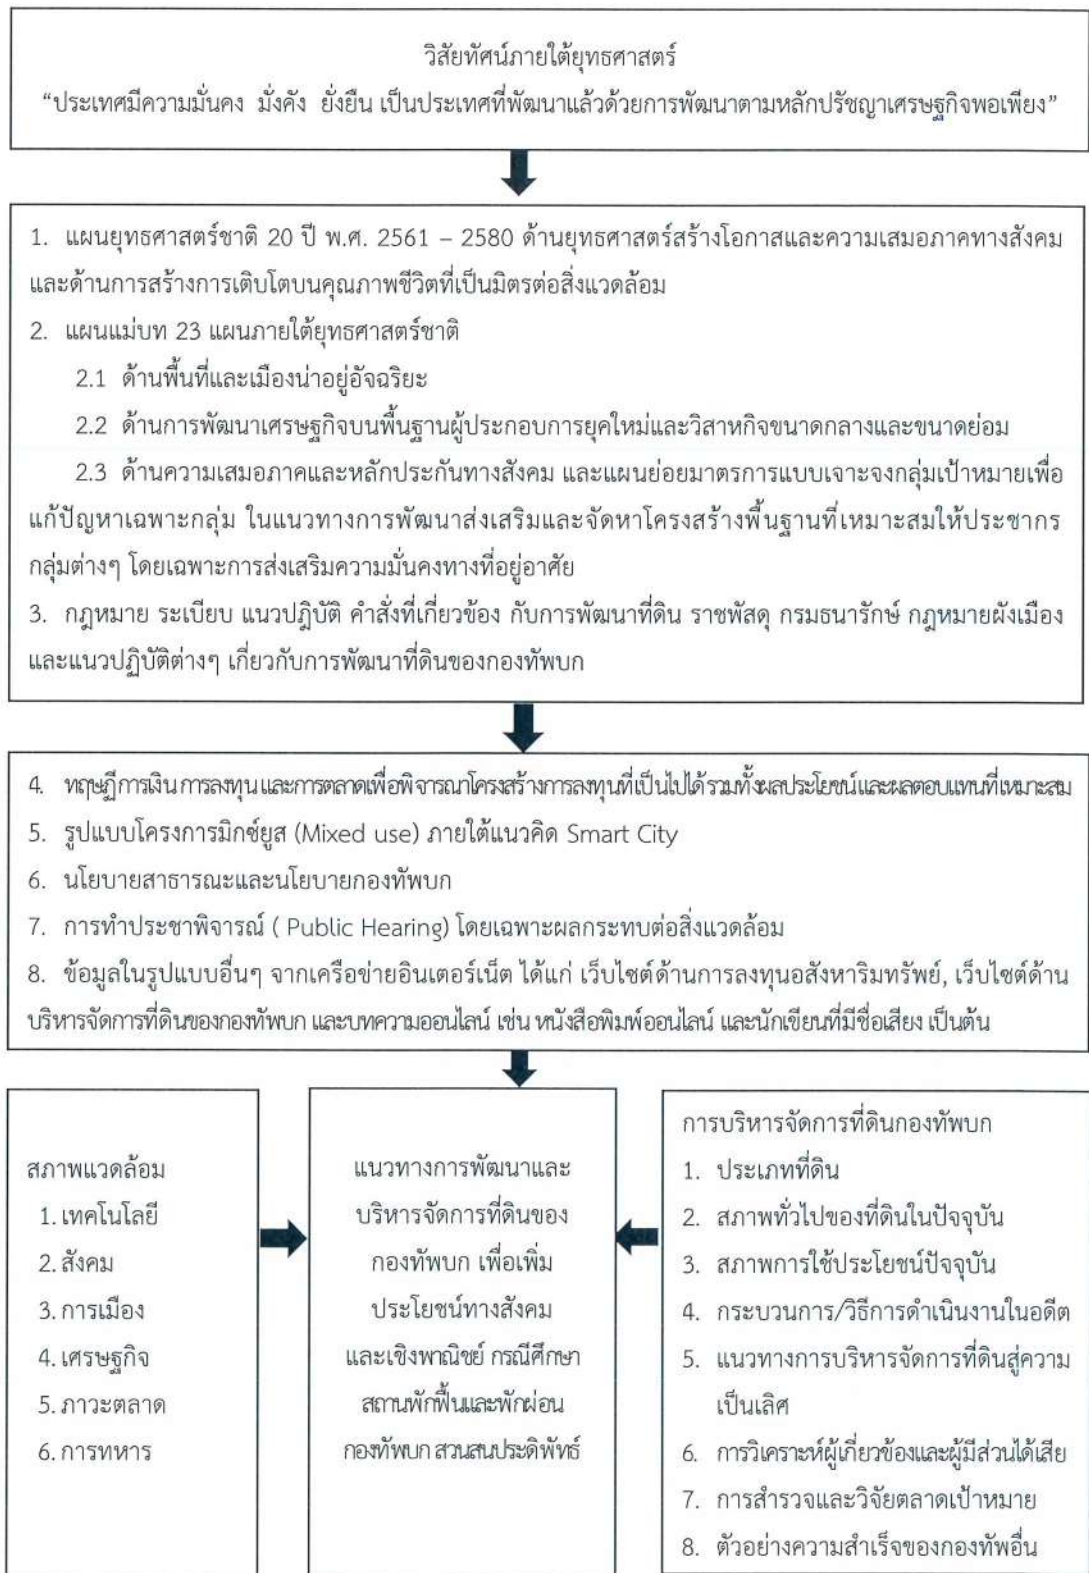 วิสัยทัศน์ภายใต้ยุทธศาสตร์
“ประเทศมีความมั่นคง มั่งคัง ยั่งยืน เป็นประเทศที่พัฒนาแล้วด้วยการพัฒนาตามหลักปรัชญาเศรษฐกิจพอเพียง”
1. แผนยุทธศาสตร์ชาติ 20 ปี พ.ศ. 2561 – 2580 ด้านยุทธศาสตร์สร้างโอกาสและความเสมอภาคทางสังคม
และด้านการสร้างการเติบโตบนคุณภาพชีวิตที่เป็นมิตรต่อสิ่งแวดล้อม
2. แผนแม่บท 23 แผนภายใต้ยุทธศาสตร์ชาติ
2.1 ด้านพื้นที่และเมืองน่าอยู่อัจฉริยะ
2.2 ด้านการพัฒนาเศรษฐกิจบนพื้นฐานผู้ประกอบการยุคใหม่และวิสาหกิจขนาดกลางและขนาดย่อม
2.3 ด้านความเสมอภาคและหลักประกันทางสังคม และแผนย่อยมาตรการแบบเจาะจงกลุ่มเป้าหมายเพื่อ
แก้ปัญหาเฉพาะกลุ่ม ในแนวทางการพัฒนาส่งเสริมและจัดหาโครงสร้างพื้นฐานที่เหมาะสมให้ประชากร
กลุ่มต่างๆ โดยเฉพาะการส่งเสริมความมั่นคงทางที่อยู่อาศัย
3. กฎหมาย ระเบียบ แนวปฏิบัติ คำสั่งที่เกี่ยวข้อง กับการพัฒนาที่ดิน ราชพัสดุ กรมธนารักษ์ กฎหมายผังเมือง
และแนวปฏิบัติต่างๆ เกี่ยวกับการพัฒนาที่ดินของกองทัพบก
4. ทฤษฎีการเงิน การลงทุน และการตลาดเพื่อพิจารณาโครงสร้างการลงทุนที่เป็นไปได้ รวมทั้งผลประโยชน์และผลตอบแทนที่เหมาะสม
5. รูปแบบโครงการมิกซ์ยูส (Mixed use) ภายใต้แนวคิด Smart City
6. นโยบายสาธารณะและนโยบายกองทัพบก
7. การทำประชาพิจารณ์ ( Public Hearing) โดยเฉพาะผลกระทบต่อสิ่งแวดล้อม
8. ข้อมูลในรูปแบบอื่นๆ จากเครือข่ายอินเตอร์เน็ต ได้แก่ เว็บไซต์ด้านการลงทุนอสังหาริมทรัพย์, เว็บไซต์ด้าน
บริหารจัดการที่ดินของกองทัพบก และบทความออนไลน์ เช่น หนังสือพิมพ์ออนไลน์ และนักเขียนที่มีชื่อเสียง เป็นต้น
สภาพแวดล้อม
1. เทคโนโลยี
2. สังคม
3. การเมือง
4. เศรษฐกิจ
5. ภาวะตลาด
6. การทหาร
แนวทางการพัฒนาและ
บริหารจัดการที่ดินของ
กองทัพบก เพื่อเพิ่ม
ประโยชน์ทางสังคม
และเชิงพาณิชย์ กรณีศึกษา
สถานพักฟื้นและพักผ่อน
กองทัพบก สวนสนประดิพัทธ์
การบริหารจัดการที่ดินกองทัพบก
1. ประเภทที่ดิน
2. สภาพทั่วไปของที่ดินในปัจจุบัน
3. สภาพการใช้ประโยชน์ปัจจุบัน
4. กระบวนการ/วิธีการดำเนินงานในอดีต
5. แนวทางการบริหารจัดการที่ดินสู่ความ
เป็นเลิศ
6. การวิเคราะห์ผู้เกี่ยวข้องและผู้มีส่วนได้เสีย
7. การสำรวจและวิจัยตลาดเป้าหมาย
8. ตัวอย่างความสำเร็จของกองทัพอื่น